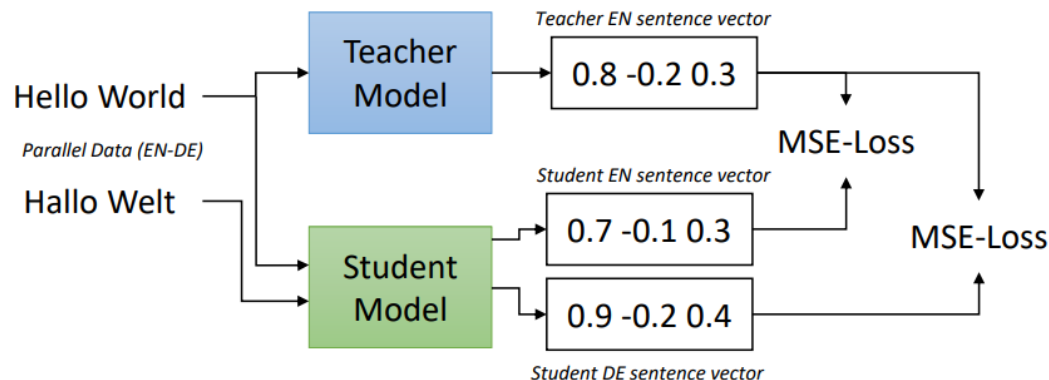 Teacher EN sentence vector
Teacher
Model
0.8 -0.2 0.3
Hello World
Parallel Data (EN-DE)
Hallo Welt
MSE-Loss
Student EN sentence vector
0.7 -0.1 0.3
MSE-Loss
Student
Model
0.9 -0.2 0.4
Student DE sentence vector